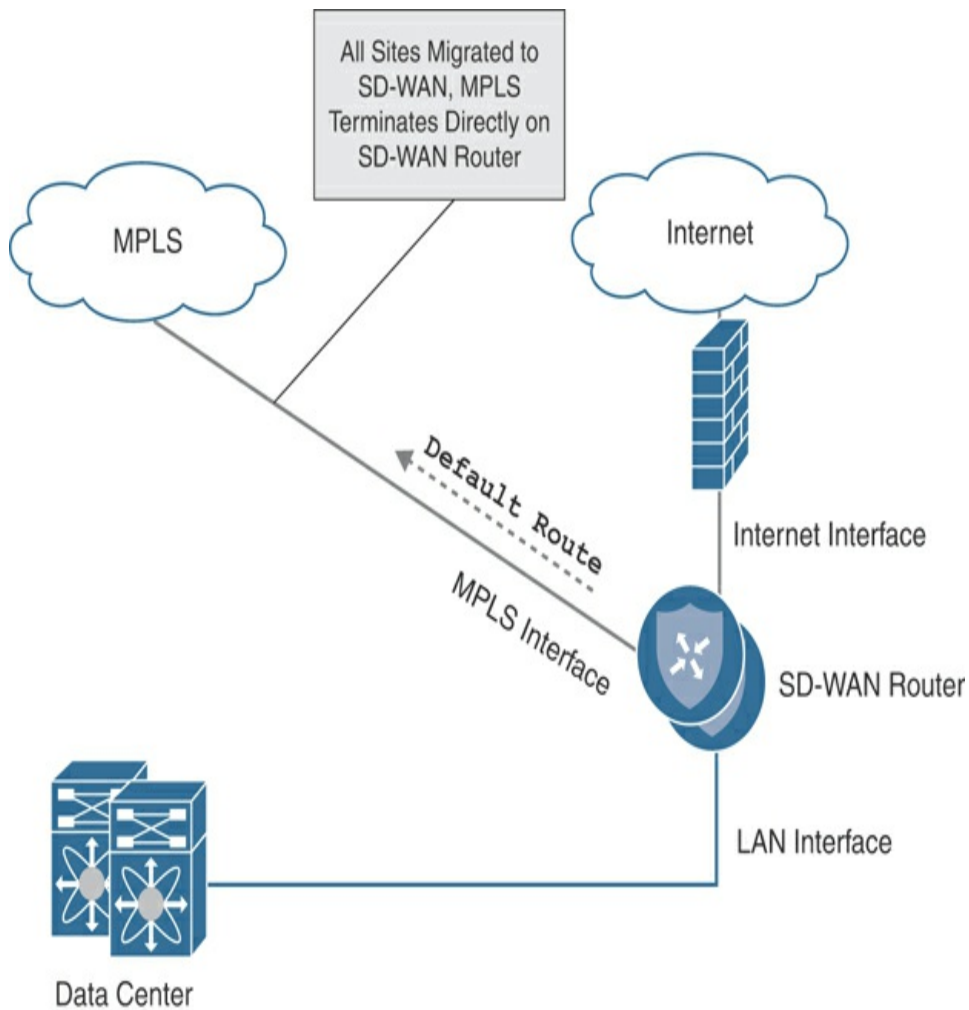 All Sites Migrated to
SD-WAN, MPLS
Terminates Directly on
SD-WAN Router
MPLS
Internet
Default Route
MPLS Interface
Internet Interface
SD-WAN Router
LAN Interface
Data Center